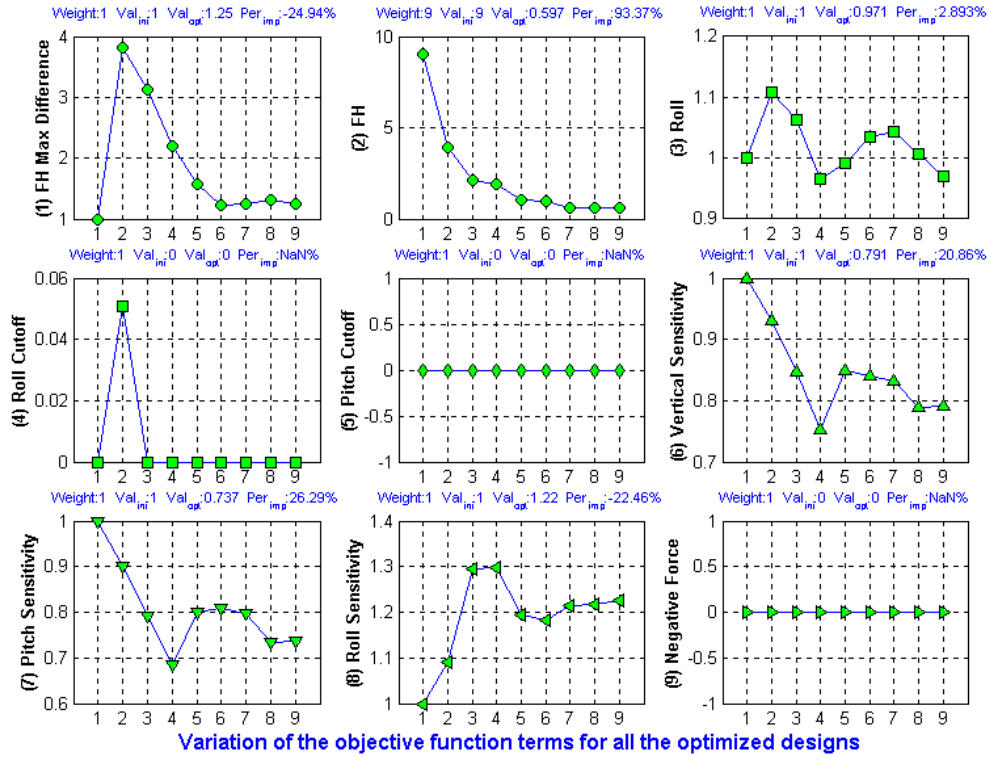 Weight:1 Val_ini:1 Val_opt:1.25 Per_imp:-24.94%
Weight:9 Val_ini:9 Val_opt:0.597 Per_imp:93.37%
Weight:1 Val_ini:1 Val_opt:0.971 Per_imp:2.893%
(1) FH Max Difference
4
3
2
1
1 2 3 4 5 6 7 8 9
(2) FH
10
5
0
1 2 3 4 5 6 7 8 9
(3) Roll
1.2
1.1
1
0.9
1 2 3 4 5 6 7 8 9
Weight:1 Val_ini:0 Val_opt:0 Per_imp:NaN%
Weight:1 Val_ini:0 Val_opt:0 Per_imp:NaN%
Weight:1 Val_ini:1 Val_opt:0.791 Per_imp:20.86%
(4) Roll Cutoff
0.06
0.04
0.02
0
1 2 3 4 5 6 7 8 9
(5) Pitch Cutoff
1
0.5
0
-0.5
-1
1 2 3 4 5 6 7 8 9
(6) Vertical Sensitivity
1
0.9
0.8
0.7
1 2 3 4 5 6 7 8 9
Weight:1 Val_ini:1 Val_opt:0.737 Per_imp:26.29%
Weight:1 Val_ini:1 Val_opt:1.22 Per_imp:-22.46%
Weight:1 Val_ini:0 Val_opt:0 Per_imp:NaN%
(7) Pitch Sensitivity
1
0.9
0.8
0.7
0.6
1 2 3 4 5 6 7 8 9
(8) Roll Sensitivity
1.4
1.3
1.2
1.1
1
1 2 3 4 5 6 7 8 9
(9) Negative Force
1
0.5
0
-0.5
-1
1 2 3 4 5 6 7 8 9
Variation of the objective function terms for all the optimized designs